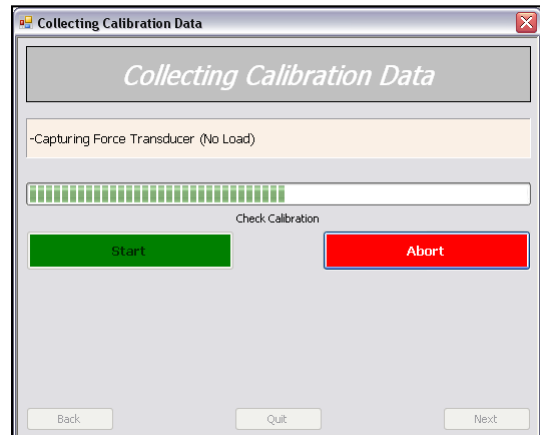 Collecting Calibration Data
Collecting Calibration Data
-Capturing Force Transducer (No Load)
Check Calibration
Start Abort
Back Quit Next